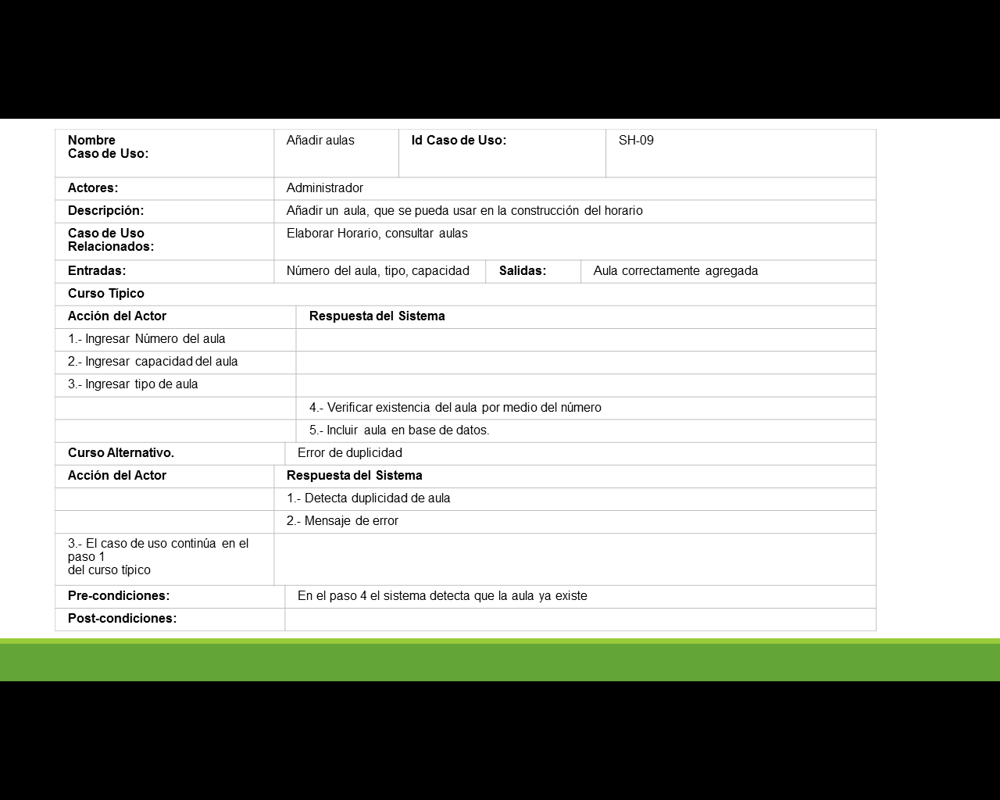 Nombre
Caso de Uso:
Añadir aulas
Id Caso de Uso:
SH-09
Actores:
Administrador
Descripción:
Añadir un aula, que se pueda usar en la construcción del horario
Caso de Uso
Relacionados:
Elaborar Horario, consultar aulas
Entradas:
Número del aula, tipo, capacidad
Salidas:
Aula correctamente agregada
Curso Típico
Acción del Actor
Respuesta del Sistema
1.- Ingresar Número del aula
2.- Ingresar capacidad del aula
3.- Ingresar tipo de aula
4.- Verificar existencia del aula por medio del número
5.- Incluir aula en base de datos.
Curso Alternativo.
Error de duplicidad
Acción del Actor
Respuesta del Sistema
1.- Detecta duplicidad de aula
2.- Mensaje de error
3.- El caso de uso continúa en el
paso 1
del curso típico
Pre-condiciones:
En el paso 4 el sistema detecta que la aula ya existe
Post-condiciones: